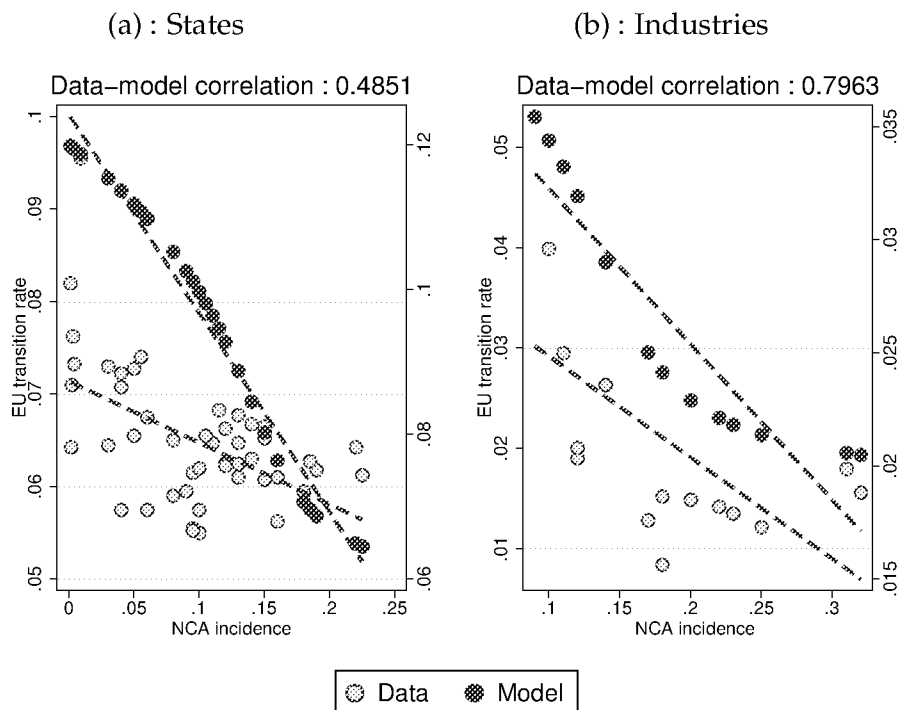 (a) : States
Data−model correlation : 0.4851
EU transition rate
.05 .06 .07 .08 .09 .1
.06 .08 .1 .12
0 .05 .1 .15 .2 .25
NCA incidence
(b) : Industries
Data−model correlation : 0.7963
EU transition rate
.01 .02 .03 .04 .05
.015 .02 .025 .03 .035
.1 .15 .2 .25 .3
NCA incidence
Data Model